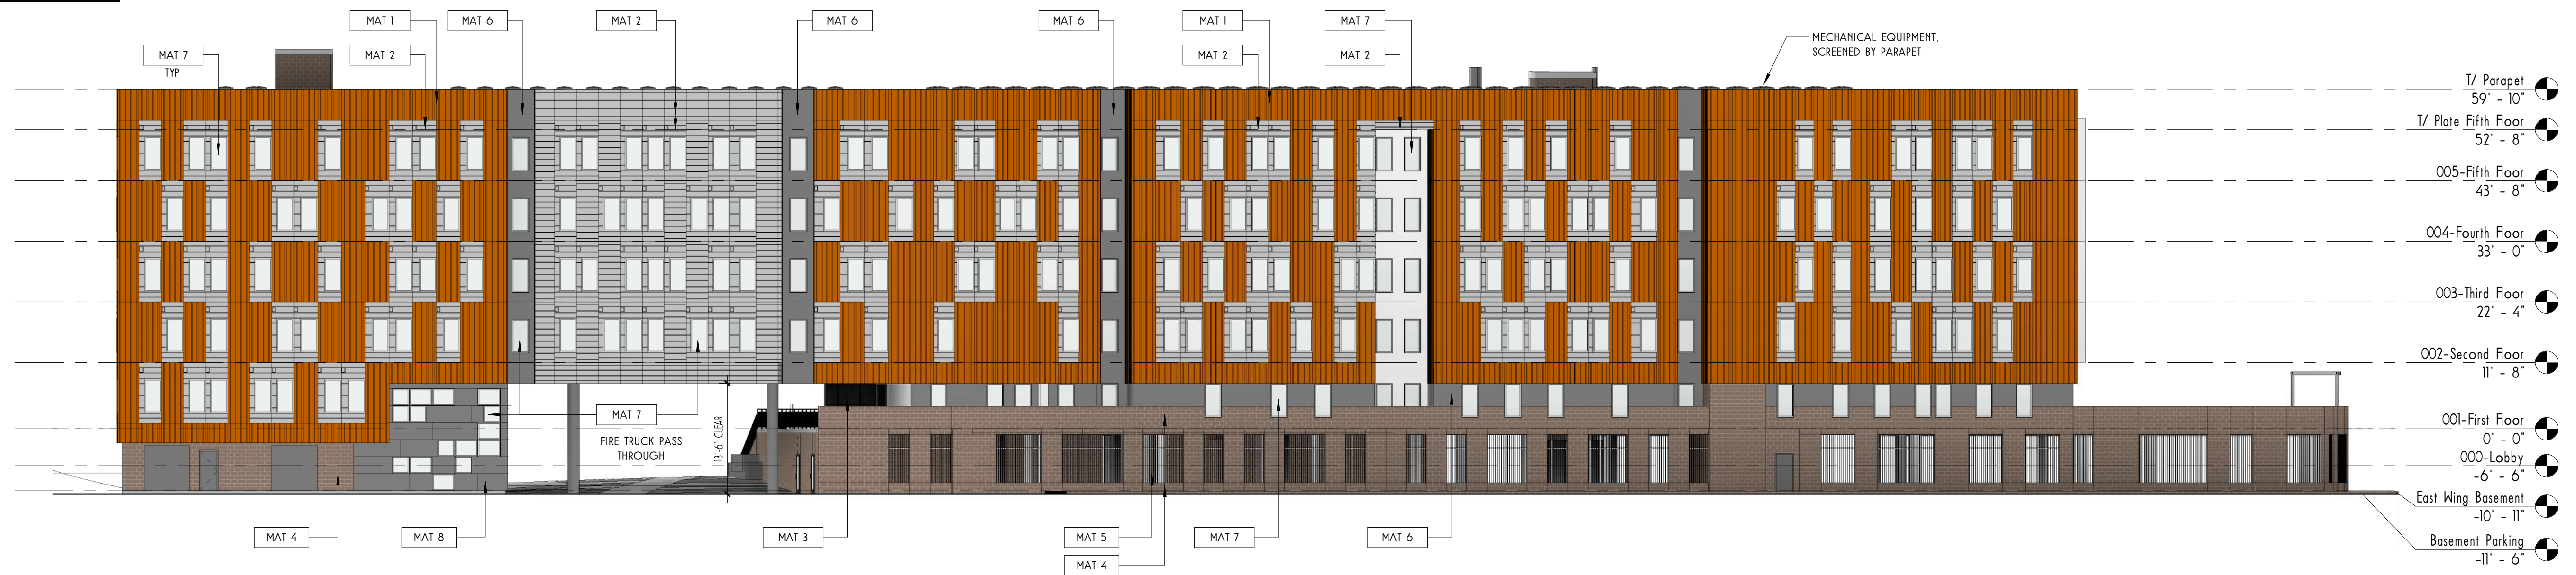 MAT 1
MAT 6
MAT 2
MAT 6
MAT 6
MAT 1
MAT 7
MAT 7
TYP
MAT 2
MAT 2
MAT 2
MECHANICAL EQUIPMENT,
SCREENED BY PARAPET
T/ Parapet
59' - 10"
T/ Plate Fifth Floor
52' - 8"
005-Fifth Floor
43' - 8"
004-Fourth Floor
33' - 0"
003-Third Floor
22' - 4"
002-Second Floor
11' - 8"
001-First Floor
0' - 0"
000-Lobby
-6' - 6"
East Wing Basement
-10' - 11"
Basement Parking
-11' - 6"
MAT 7
FIRE TRUCK PASS
THROUGH
13'-6" CLEAR
MAT 4
MAT 8
MAT 3
MAT 5
MAT 7
MAT 6
MAT 4